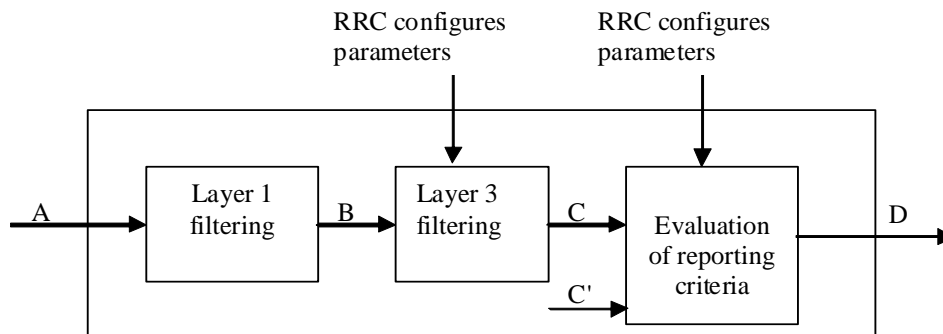 RRC configures
parameters
RRC configures
parameters
Layer 1
filtering
Layer 3
filtering
Evaluation
of reporting
criteria
A
B
C
C'
D